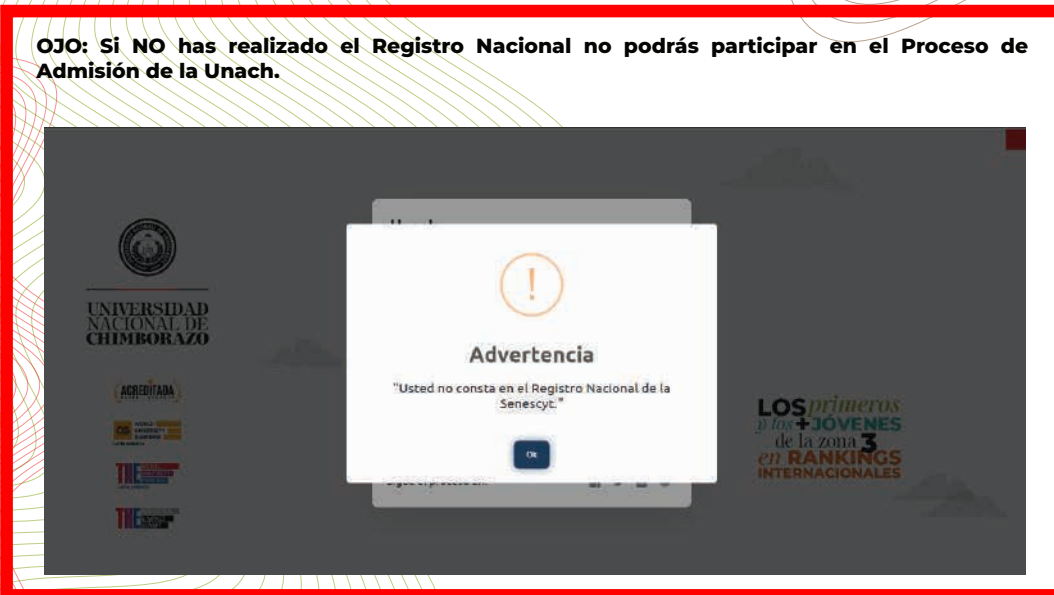 OJO: Si NO has realizado el Registro Nacional no podrás participar en el Proceso de
Admisión de la Unach.
UNIVERSIDAD
NACIONAL DE
CHIMBORAZO
ACREDITADA
Advertencia
"Usted no consta en el Registro Nacional de la
Senescyt."
Ok
LOS primeros
y los + JÓVENES
de la zona 3
en RANKINGS
INTERNACIONALES